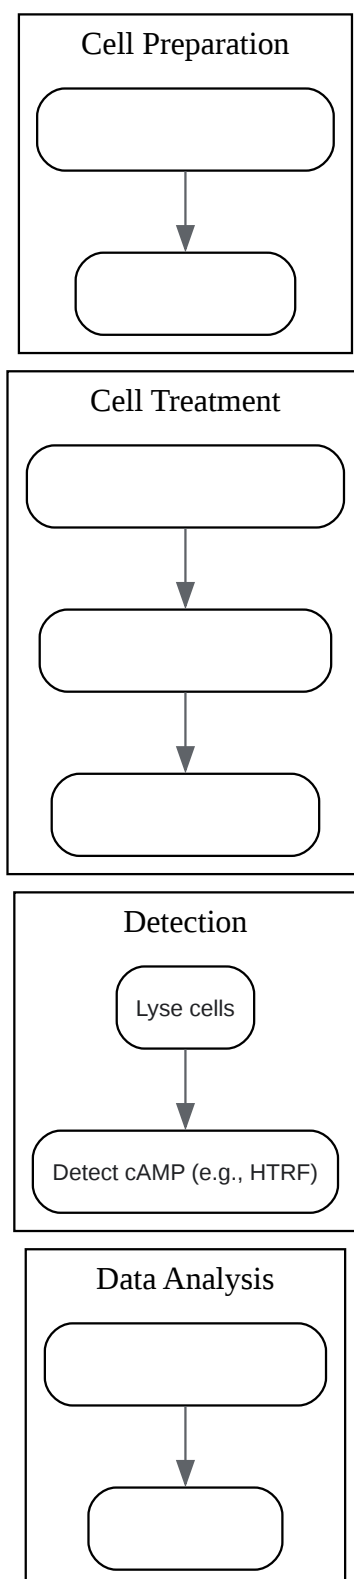 Cell Preparation
Cell Treatment
Detection
Lyse cells
Detect cAMP (e.g., HTRF)
Data Analysis